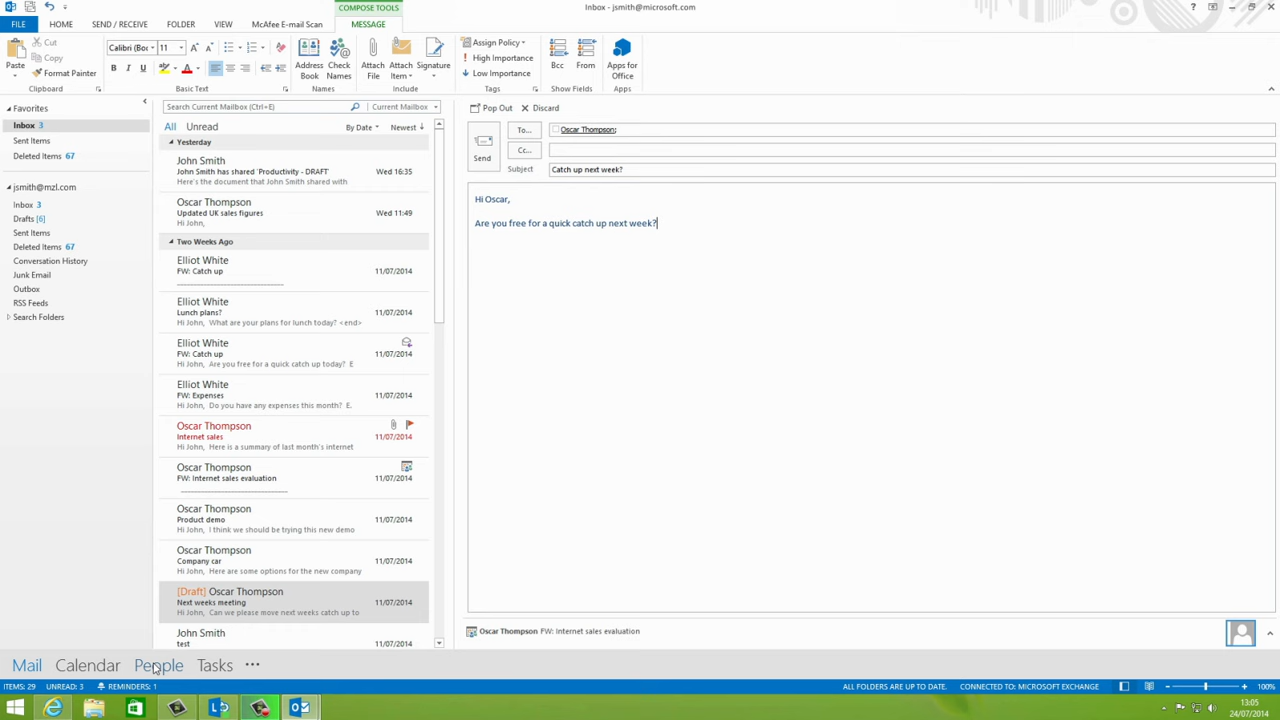 COMPOSE TOOLS
Inbox - jsmith@microsoft.com
FILE HOME SEND / RECEIVE FOLDER VIEW McAfee E-mail Scan MESSAGE
Paste
Cut
Copy
Format Painter
Clipboard
Calibri (Boc 11
B I U
Basic Text
Address Book
Check Names
Names
Attach File
Attach Item
Signature
Include
Assign Policy
High Importance
Low Importance
Tags
Bcc
From
Show Fields
Apps for Office
Apps
Favorites
Inbox 3
Sent Items
Deleted Items 67
jsmith@mzl.com
Inbox 3
Drafts [6]
Sent Items
Deleted Items 67
Conversation History
Junk Email
Outbox
RSS Feeds
Search Folders
Search Current Mailbox (Ctrl+E) Current Mailbox
All Unread By Date Newest
Yesterday
John Smith
John Smith has shared 'Productivity - DRAFT' Wed 16:35
Here's the document that John Smith shared with
Oscar Thompson
Updated UK sales figures Wed 11:49
Hi John,
Two Weeks Ago
Elliot White
FW: Catch up 11/07/2014
Elliot White
Lunch plans? 11/07/2014
Hi John, What are your plans for lunch today? <end>
Elliot White
FW: Catch up 11/07/2014
Hi John, Are you free for a quick catch up today? E
Elliot White
FW: Expenses 11/07/2014
Hi John, Do you have any expenses this month? E.
Oscar Thompson
Internet sales 11/07/2014
Hi John, Here is a summary of last month's internet
Oscar Thompson
FW: Internet sales evaluation 11/07/2014
Oscar Thompson
Product demo 11/07/2014
Hi John, I think we should be trying this new demo
Oscar Thompson
Company car 11/07/2014
Hi John, Here are some options for the new company
[Draft] Oscar Thompson
Next weeks meeting 11/07/2014
Hi John, Can we please move next weeks catch up to
John Smith
test 11/07/2014
Pop Out Discard
Send
To... Oscar Thompson;
Cc...
Subject Catch up next week?
Hi Oscar,
Are you free for a quick catch up next week?
Oscar Thompson FW: Internet sales evaluation
Mail Calendar People Tasks •••
ITEMS: 29 UNREAD: 3 REMINDERS: 1 ALL FOLDERS ARE UP TO DATE. CONNECTED TO: MICROSOFT EXCHANGE 100%
13:05
24/07/2014